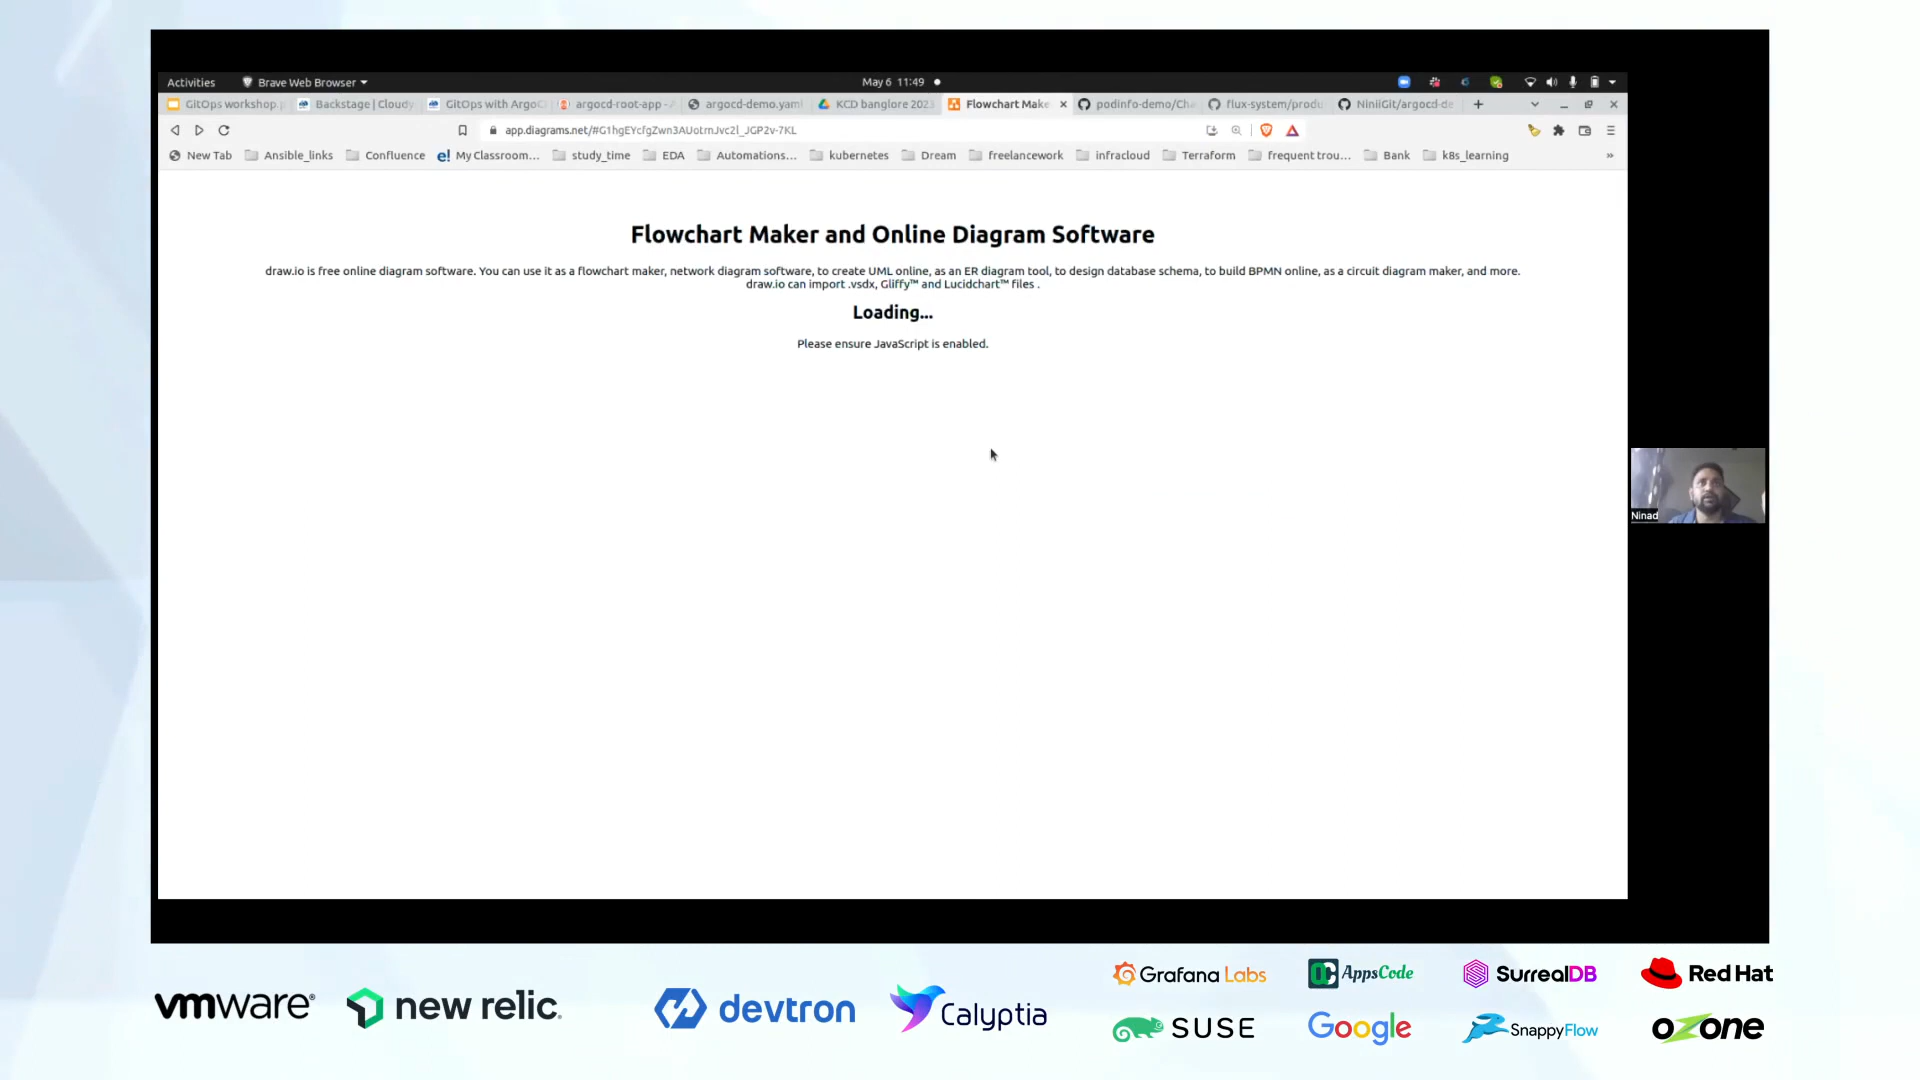 Activities
Brave Web Browser
May 6 11:49
GitOps workshop.p
Backstage | Cloudy
GitOps with ArgoC
argocd-root-app - A
argocd-demo.yaml
KCD banglore 2023
Flowchart Make
podinfo-demo/Cha
flux-system/produ
NiniiGit/argocd-de
app.diagrams.net/#G1hgEYcfgZwn3AUotrnJvc2l_JGP2v-7KL
New Tab
Ansible_links
Confluence
My Classroom...
study_time
EDA
Automations...
kubernetes
Dream
freelancework
infracloud
Terraform
frequent trou...
Bank
k8s_learning
Flowchart Maker and Online Diagram Software
draw.io is free online diagram software. You can use it as a flowchart maker, network diagram software, to create UML online, as an ER diagram tool, to design database schema, to build BPMN online, as a circuit diagram maker, and more.
draw.io can import .vsdx, Gliffy™ and Lucidchart™ files .
Loading...
Please ensure JavaScript is enabled.
Ninad
vmware®
new relic.
devtron
Calyptia
Grafana Labs
AppsCode
SurrealDB
Red Hat
SUSE
Google
SnappyFlow
ozone